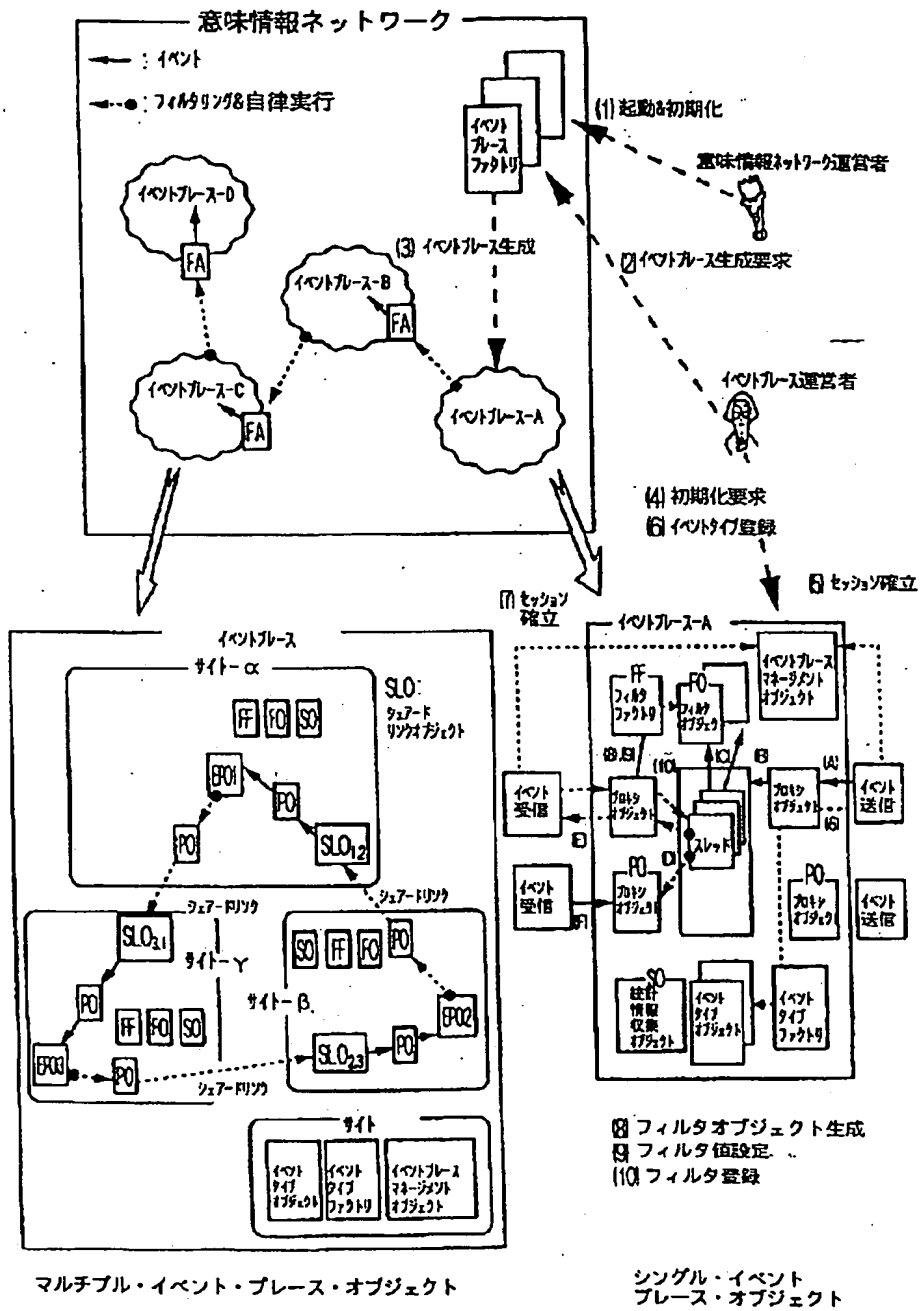 意味情報ネットワーク
: イベント
: フィルタリング&自律実行
イベント
プレース
ファクトリ
(1) 起動&初期化
意味情報ネットワーク運営者
(2) イベントプレース生成要求
(3) イベントプレース生成
イベントプレース-D
FA
イベントプレース-B
FA
イベントプレース-C
FA
イベントプレース-A
イベントプレース運営者
(4) 初期化要求
(6) イベントタイプ登録
(5) セッション確立
(7) セッション
確立
イベントプレース
サイト-α
SLO:
シェアード
リンクオブジェクト
FF
FO
SO
EPO1
PO
PO
SLO1,2
シェアードリンク
シェアードリンク
SLO3,1
サイト-γ
PO
FF
FO
SO
EPO3
PO
シェアードリンク
SO
FF
FO
PO
サイト-β
EPO2
SLO2,3
PO
サイト
イベント
タイプ
オブジェクト
イベント
タイプ
ファクトリ
イベントプレース
マネージメント
オブジェクト
マルチプル・イベント・プレース・オブジェクト
イベントプレース-A
FF
フィルタ
ファクトリ
FO
フィルタ
オブジェクト
イベントプレース
マネージメント
オブジェクト
(8,9)
(10)
(C)
(B)
(A)
イベント
受信
プロキシ
オブジェクト
スレッド
プロキシ
オブジェクト
イベント
送信
(E)
(D)
(6)
イベント
受信
PO
プロキシ
オブジェクト
PO
プロキシ
オブジェクト
イベント
送信
SO
統計
情報
収集
オブジェクト
イベント
タイプ
オブジェクト
イベント
タイプ
ファクトリ
(8) フィルタオブジェクト生成
(9) フィルタ値設定
(10) フィルタ登録
シングル・イベント
プレース・オブジェクト